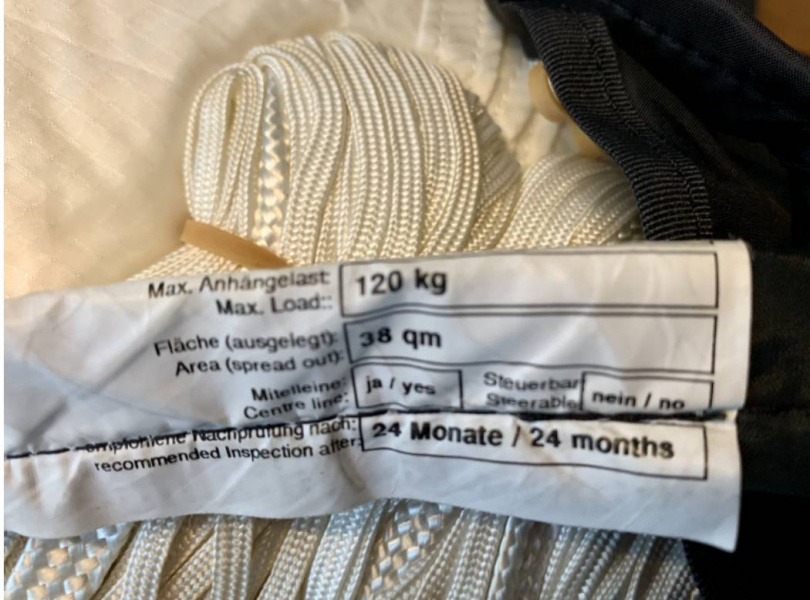 Max. Anhängelast: 120 kg
Max. Load::
Fläche (ausgelegt): 38 qm
Area (spread out):
Mittelleine: ja / yes Steuerbar nein / no
Centre line: Steerable
empfohlene Nachprüfung nach: 24 Monate / 24 months
recommended Inspection after: